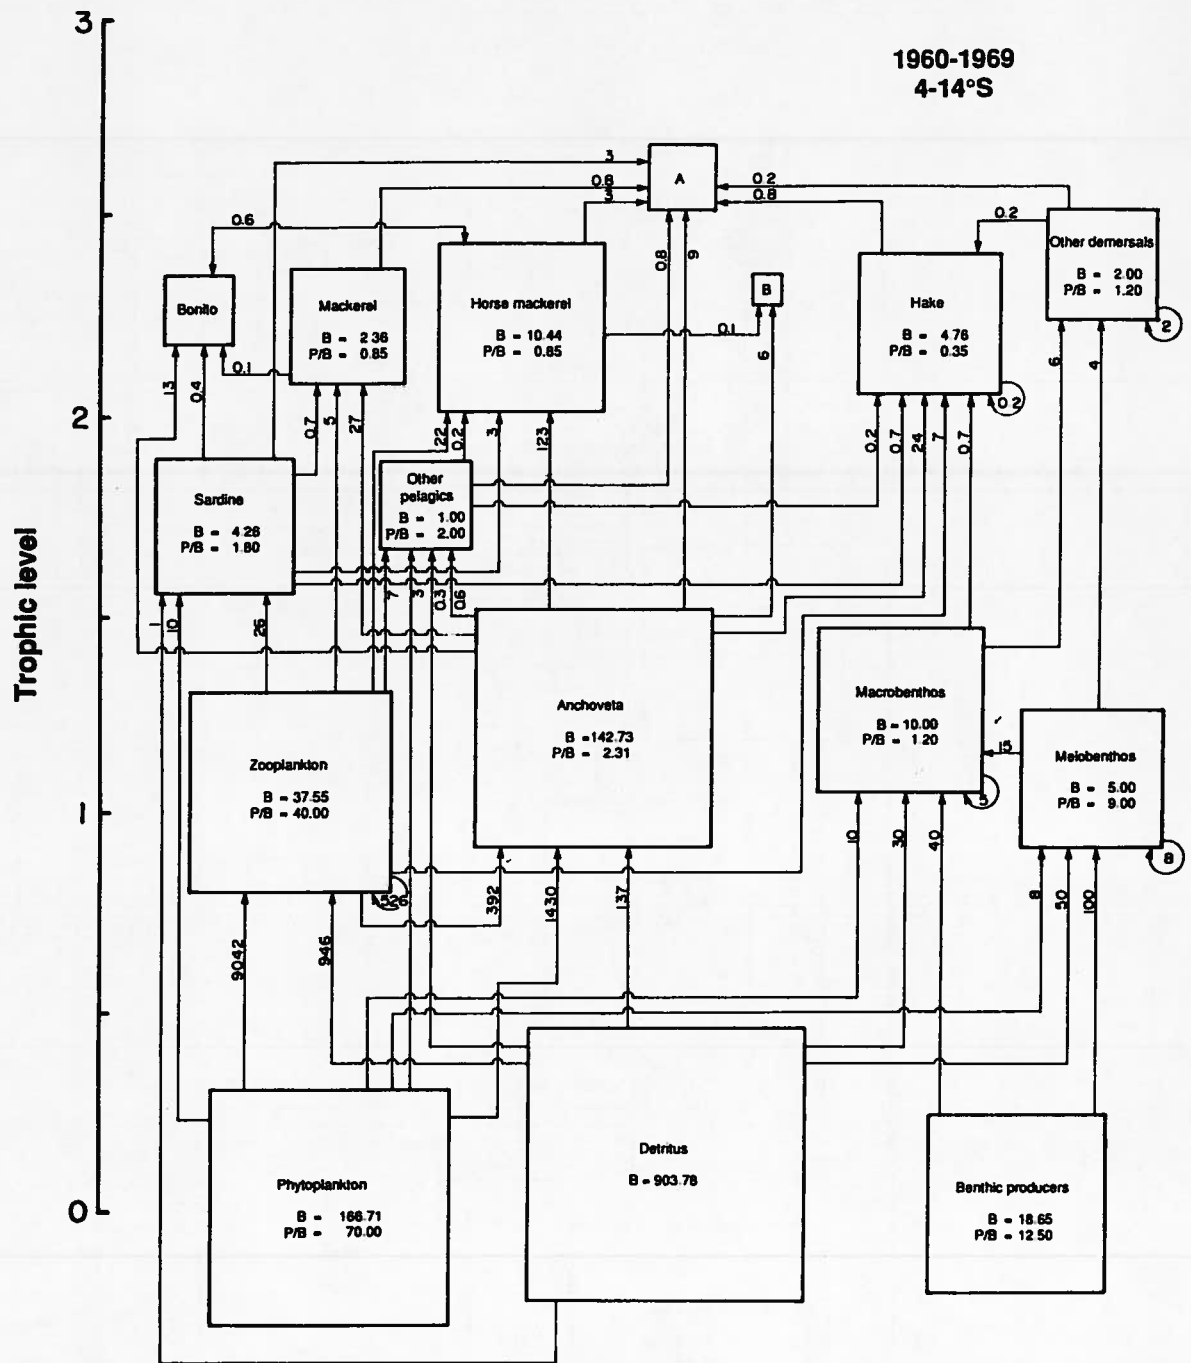 3
1960-1969
4-14°S
3
0.8
3
A
0.2
0.8
0.6
0.2
Other demersals
B = 2.00
P/B = 1.20
2
0.8
9
Bonito
Mackerel
B = 2.36
P/B = 0.85
Horse mackerel
B = 10.44
P/B = 0.85
B
Hake
B = 4.76
P/B = 0.35
0.1
6
6
4
0.1
13
0.4
0.2
2
0.7
5
27
122
0.2
3
123
0.2
0.7
24
7
0.7
Sardine
B = 4.26
P/B = 1.80
Other
pelagics
B = 1.00
P/B = 2.00
Trophic level
1
10
26
7
3
0.3
0.6
Anchoveta
B =142.73
P/B = 2.31
Macrobenthos
B = 10.00
P/B = 1.20
5
15
Meiobenthos
B = 5.00
P/B = 9.00
8
Zooplankton
B = 37.55
P/B = 40.00
526
1
392
1430
137
10
30
40
8
50
100
9042
946
Phytoplankton
B = 166.71
P/B = 70.00
Detritus
B = 903.78
Benthic producers
B = 18.65
P/B = 12.50
0